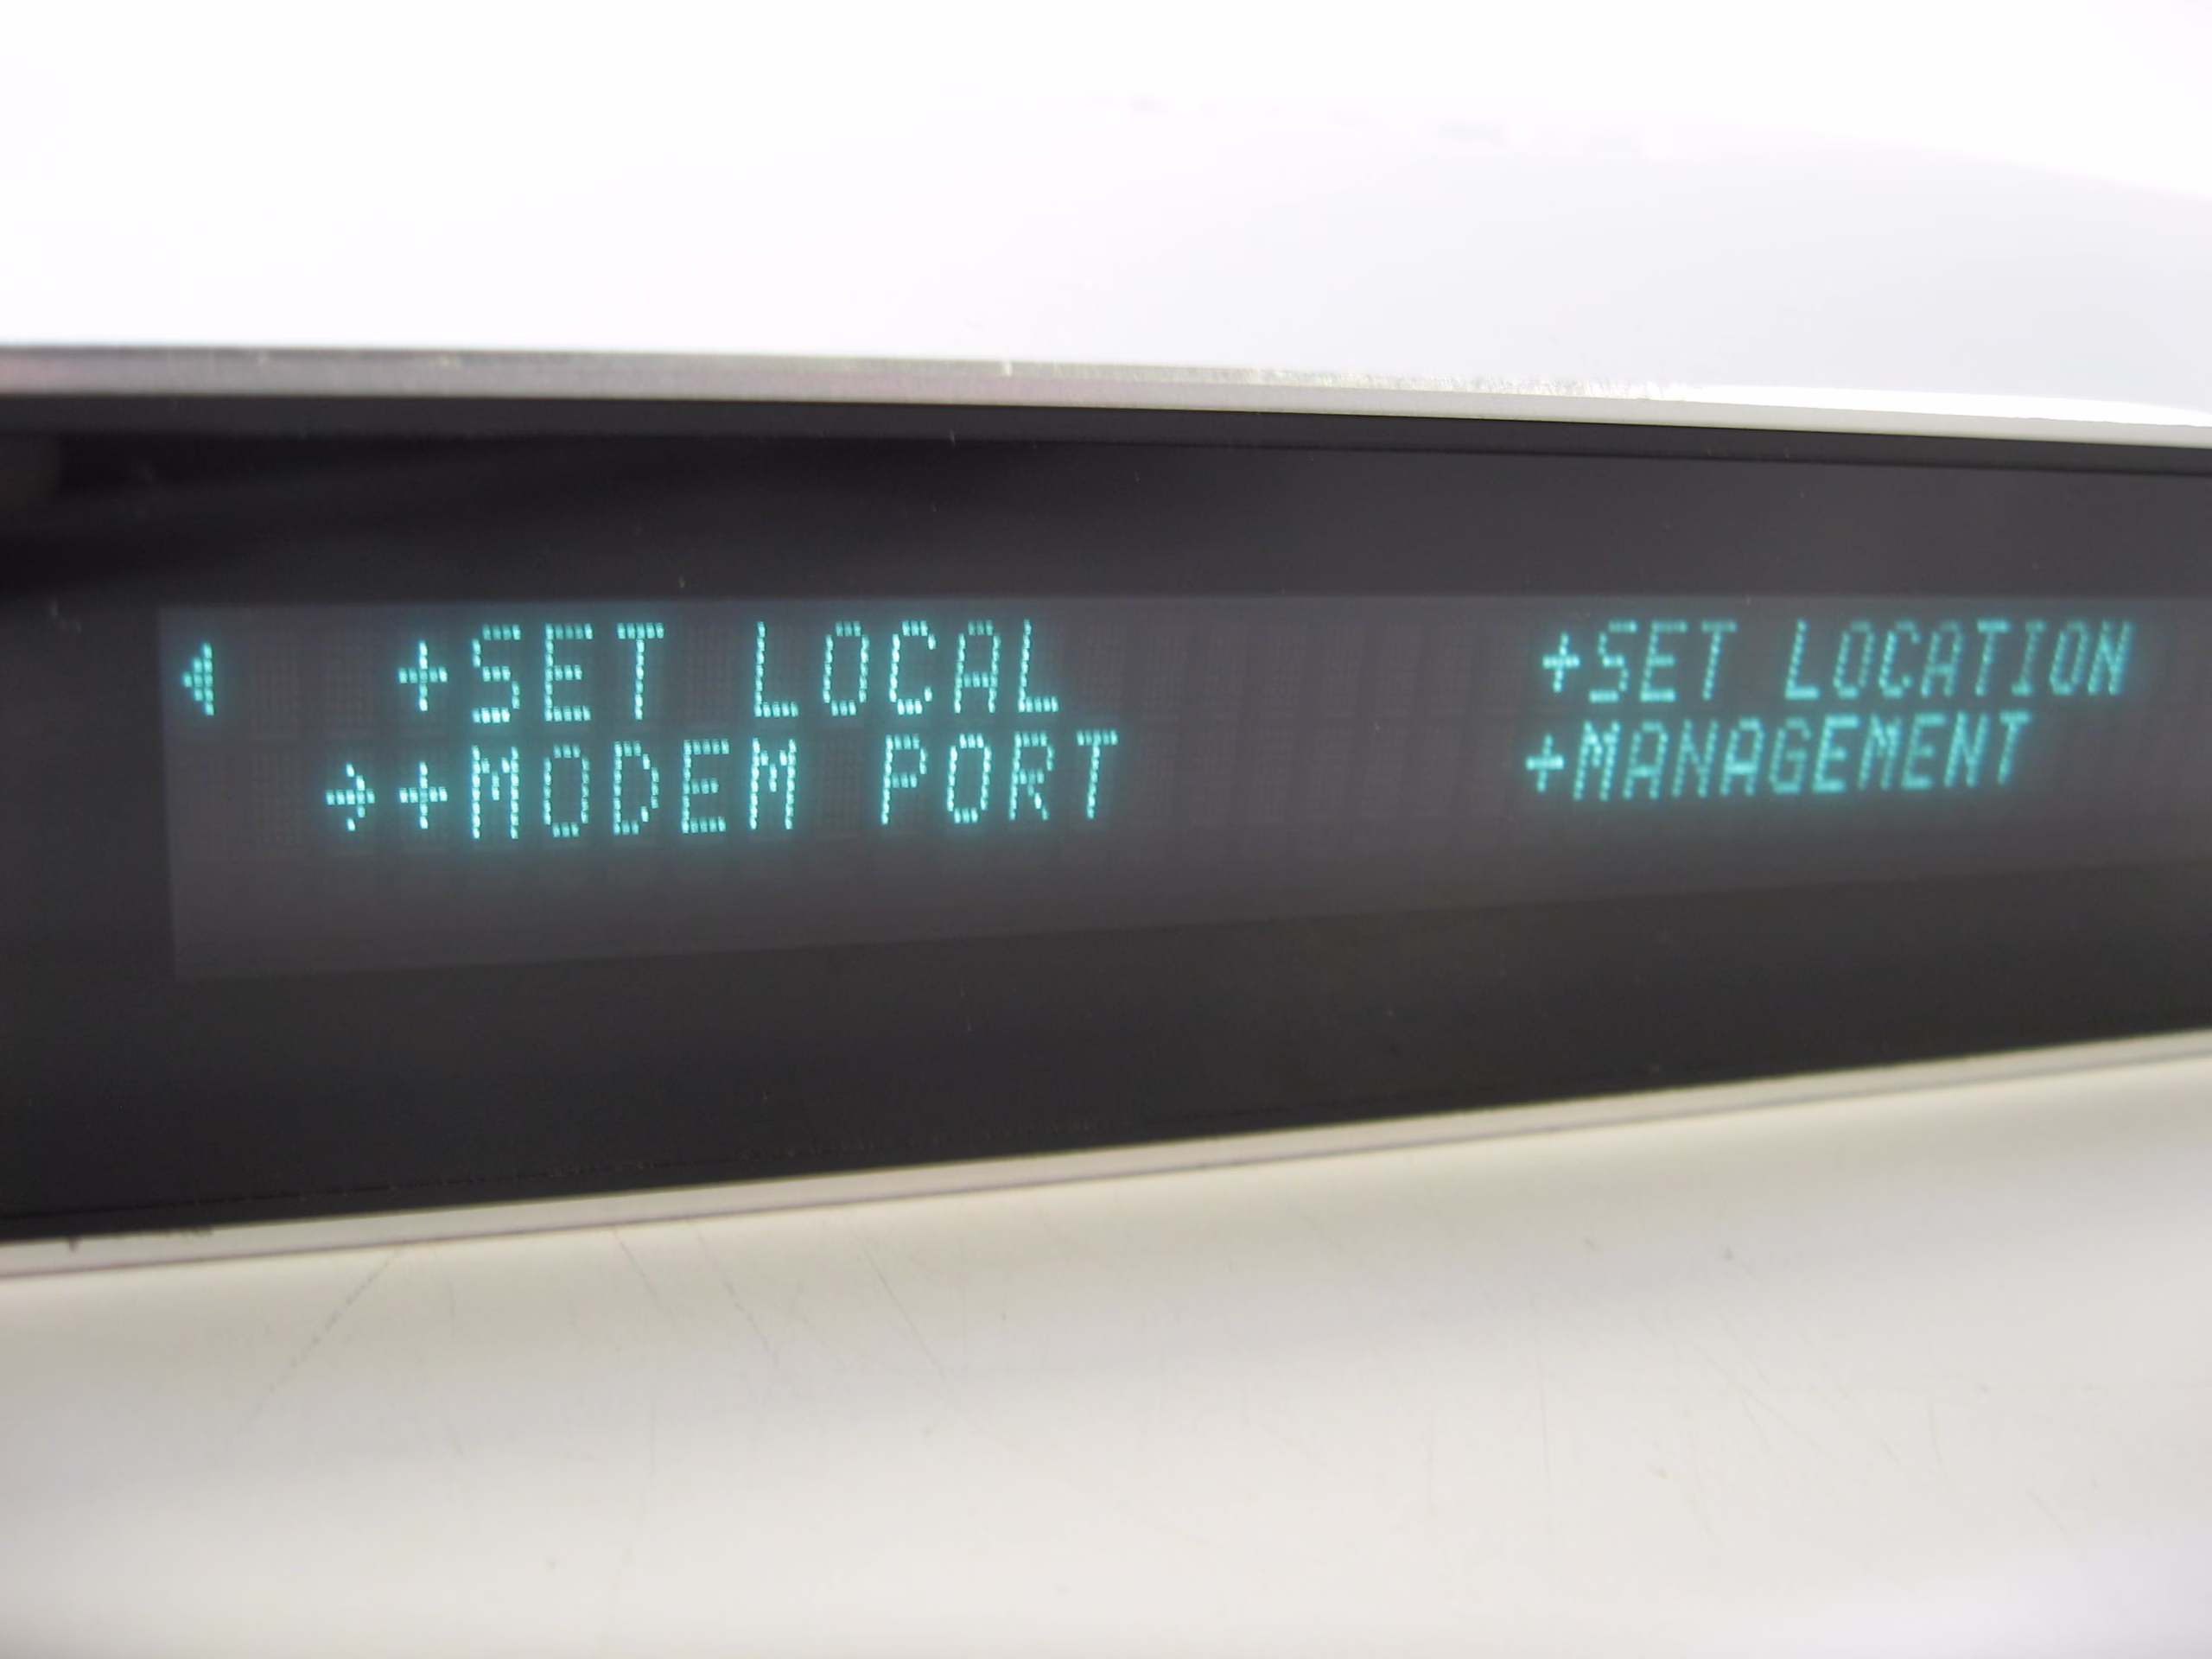 ◀ +SET LOCAL +SET LOCATION
→+MODEM PORT +MANAGEMENT